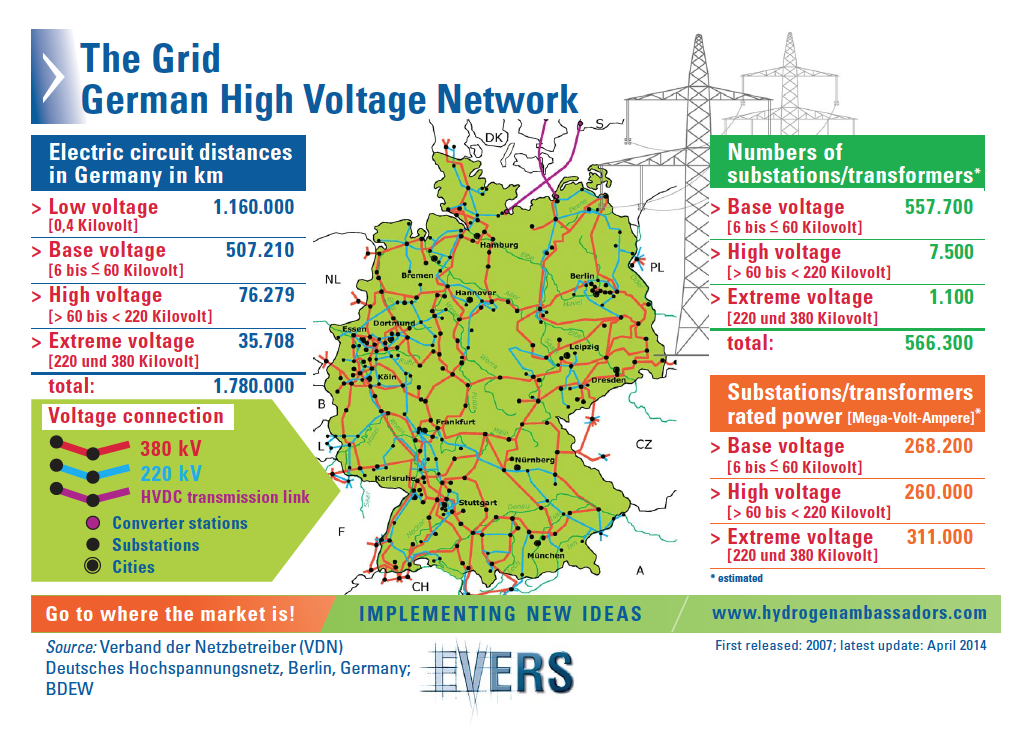 The Grid
German High Voltage Network
Electric circuit distances
in Germany in km
> Low voltage 1.160.000
[0,4 Kilovolt]
> Base voltage 507.210
[6 bis ≤ 60 Kilovolt]
> High voltage 76.279
[> 60 bis < 220 Kilovolt]
> Extreme voltage 35.708
[220 und 380 Kilovolt]
total: 1.780.000
Voltage connection
380 kV
220 kV
HVDC transmission link
Converter stations
Substations
Cities
DK
S
Hamburg
PL
NL
Bremen
Berlin
Hannover
Havel
Essen
Dortmund
Leipzig
Köln
Dresden
B
Frankfurt
L
CZ
Nürnberg
Karlsruhe
Stuttgart
Donau
F
München
A
CH
Numbers of
substations/transformers*
> Base voltage 557.700
[6 bis ≤ 60 Kilovolt]
> High voltage 7.500
[> 60 bis < 220 Kilovolt]
> Extreme voltage 1.100
[220 und 380 Kilovolt]
total: 566.300
Substations/transformers
rated power [Mega-Volt-Ampere]*
> Base voltage 268.200
[6 bis ≤ 60 Kilovolt]
> High voltage 260.000
[> 60 bis < 220 Kilovolt]
> Extreme voltage 311.000
[220 und 380 Kilovolt]
* estimated
Go to where the market is! IMPLEMENTING NEW IDEAS www.hydrogenambassadors.com
Source: Verband der Netzbetreiber (VDN)
Deutsches Hochspannungsnetz, Berlin, Germany;
BDEW
EVERS
First released: 2007; latest update: April 2014